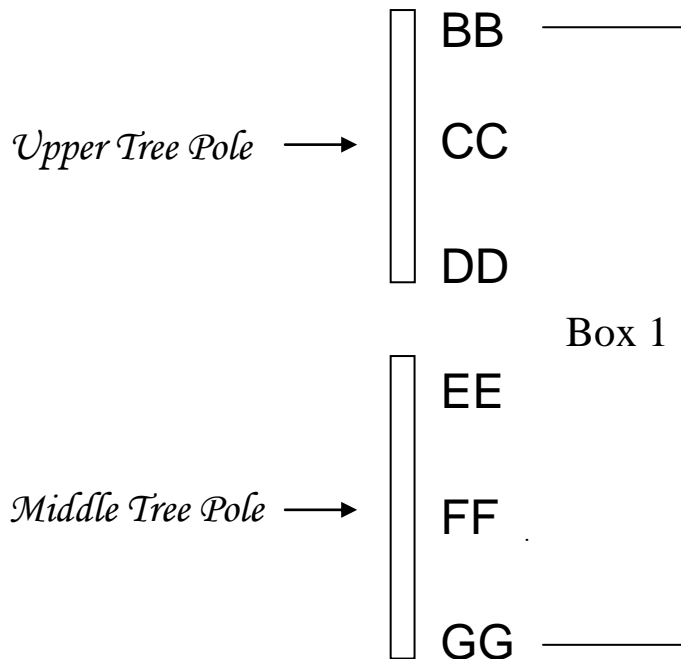 BB
Upper Tree Pole
CC
DD
Box 1
EE
Middle Tree Pole
FF
GG